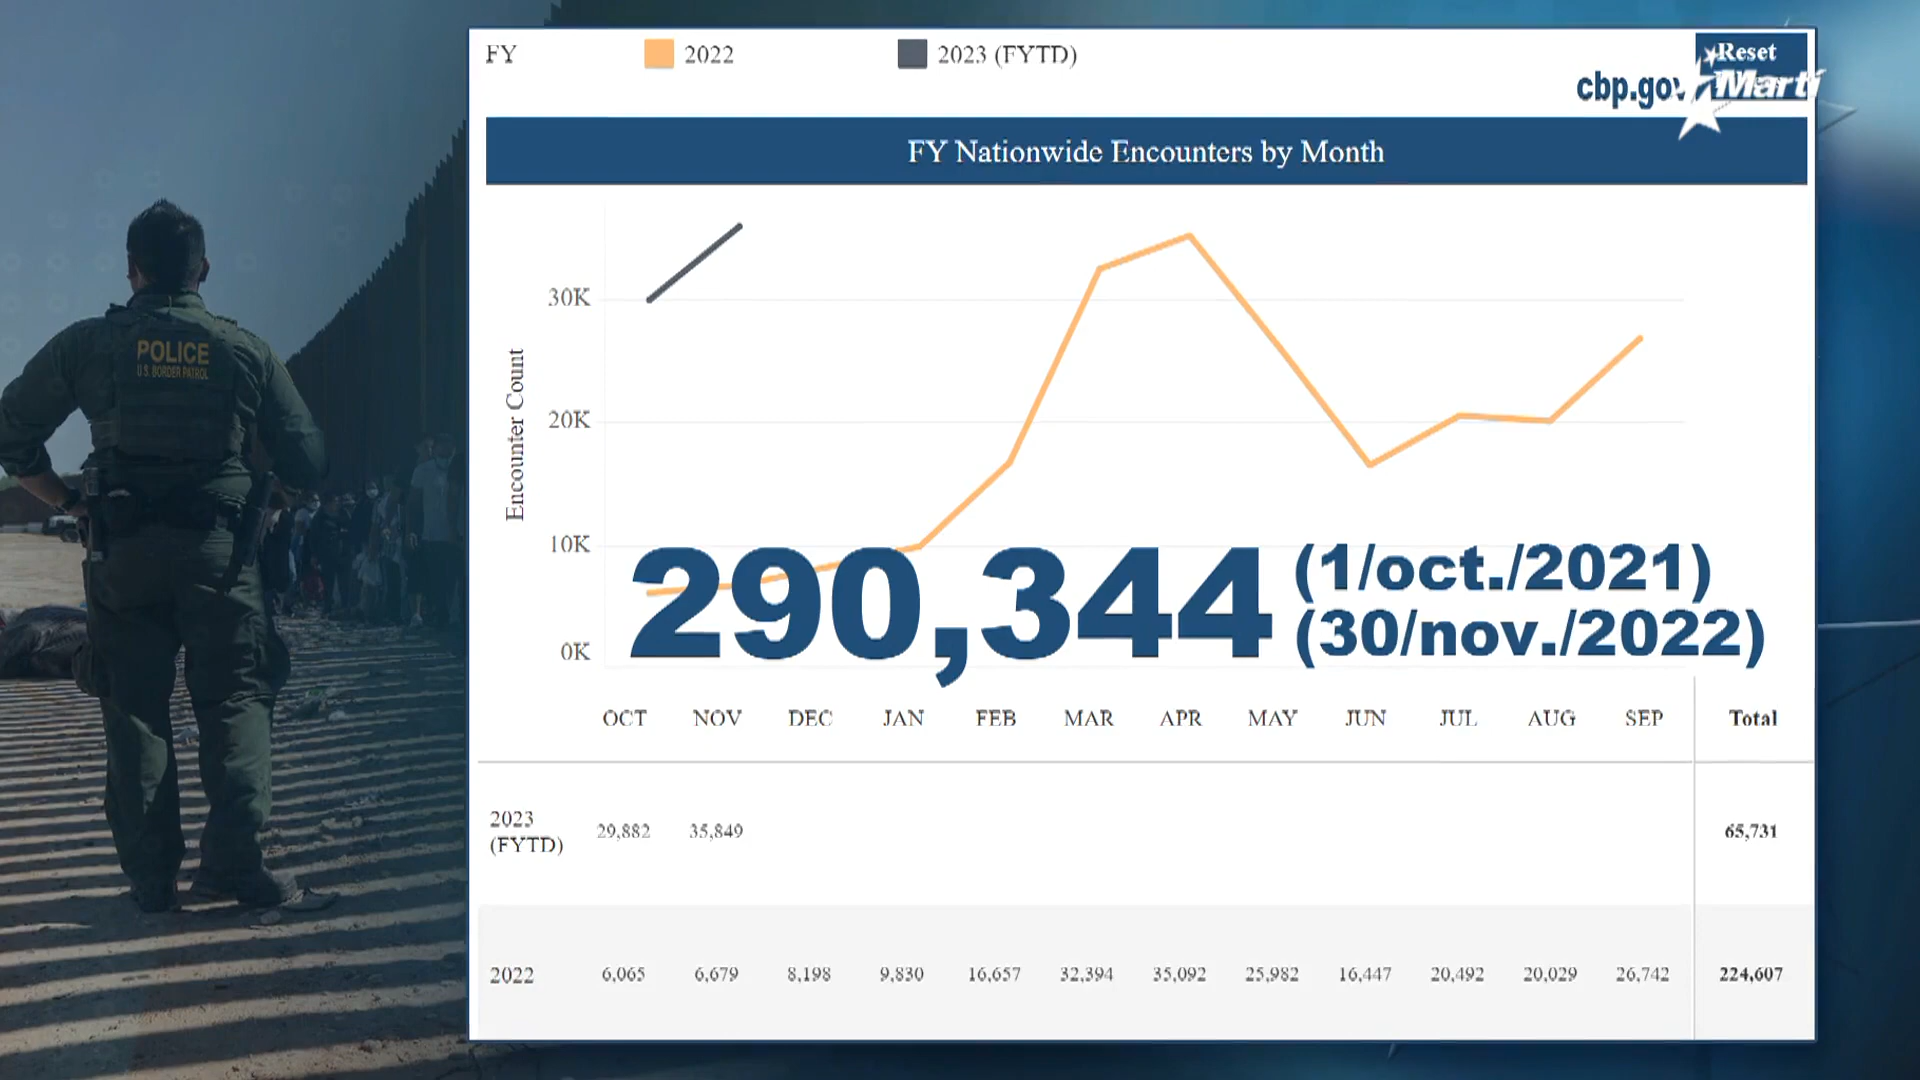 FY 2022 2023 (FYTD)
Reset
cbp.gov
Martí
FY Nationwide Encounters by Month
POLICE
U.S. BORDER PATROL
Encounter Count
30K
20K
10K
0K
290,344 (1/oct./2021)
(30/nov./2022)
OCT NOV DEC JAN FEB MAR APR MAY JUN JUL AUG SEP Total
2023
(FYTD) 29,882 35,849 65,731
2022 6,065 6,679 8,198 9,830 16,657 32,394 35,092 25,982 16,447 20,492 20,029 26,742 224,607